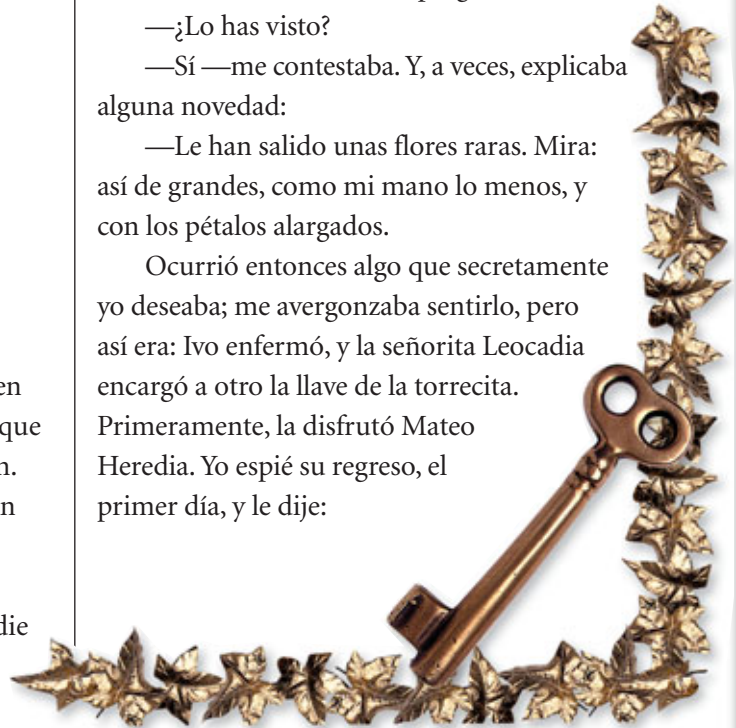 —¿Lo has visto?
—Sí —me contestaba. Y, a veces, explicaba
alguna novedad:
—Le han salido unas flores raras. Mira:
así de grandes, como mi mano lo menos, y
con los pétalos alargados.
Ocurrió entonces algo que secretamente
yo deseaba; me avergonzaba sentirlo, pero
así era: Ivo enfermó, y la señorita Leocadia
encargó a otro la llave de la torrecita.
Primeramente, la disfrutó Mateo
Heredia. Yo espié su regreso, el
primer día, y le dije: